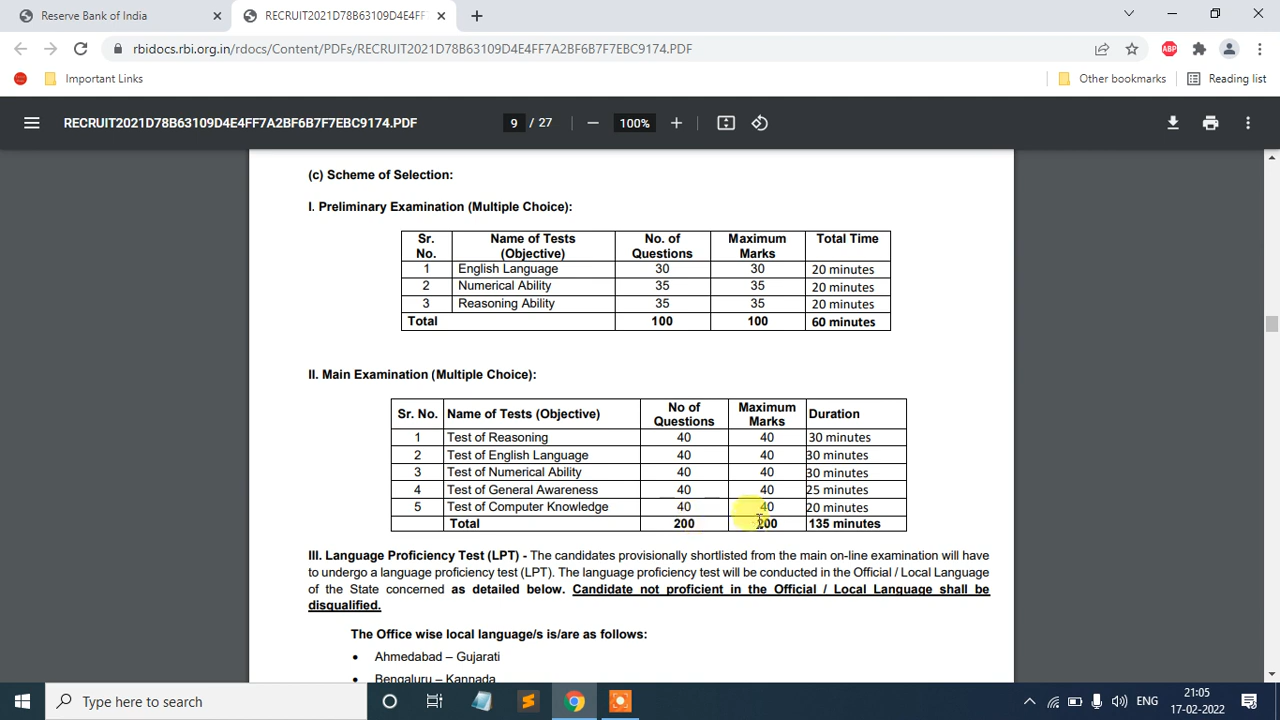 Reserve Bank of India
RECRUIT2021D78B63109D4E4FF
rbidocs.rbi.org.in/rdocs/Content/PDFs/RECRUIT2021D78B63109D4E4FF7A2BF6B7F7EBC9174.PDF
ABP
Important Links
Other bookmarks
Reading list
RECRUIT2021D78B63109D4E4FF7A2BF6B7F7EBC9174.PDF
9 / 27
100%
(c) Scheme of Selection:
I. Preliminary Examination (Multiple Choice):
Sr. No. Name of Tests (Objective) No. of Questions Maximum Marks Total Time
1 English Language 30 30 20 minutes
2 Numerical Ability 35 35 20 minutes
3 Reasoning Ability 35 35 20 minutes
Total 100 100 60 minutes
II. Main Examination (Multiple Choice):
Sr. No. Name of Tests (Objective) No of Questions Maximum Marks Duration
1 Test of Reasoning 40 40 30 minutes
2 Test of English Language 40 40 30 minutes
3 Test of Numerical Ability 40 40 30 minutes
4 Test of General Awareness 40 40 25 minutes
5 Test of Computer Knowledge 40 40 20 minutes
Total 200 200 135 minutes
III. Language Proficiency Test (LPT) - The candidates provisionally shortlisted from the main on-line examination will have
to undergo a language proficiency test (LPT). The language proficiency test will be conducted in the Official / Local Language
of the State concerned as detailed below. Candidate not proficient in the Official / Local Language shall be
disqualified.
The Office wise local language/s is/are as follows:
• Ahmedabad – Gujarati
• Bengaluru – Kannada
Type here to search
ENG
21:05
17-02-2022